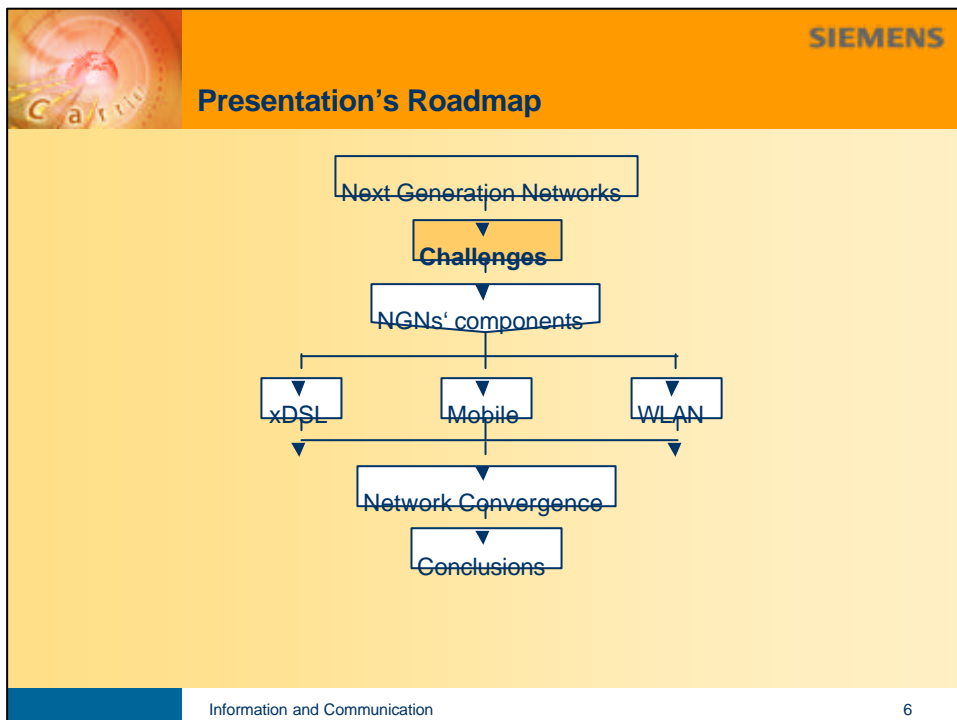 SIEMENS
Carri
Presentation's Roadmap
Next Generation Networks
Challenges
NGNs‘ components
xDSL Mobile WLAN
Network Convergence
Conclusions
Information and Communication 6